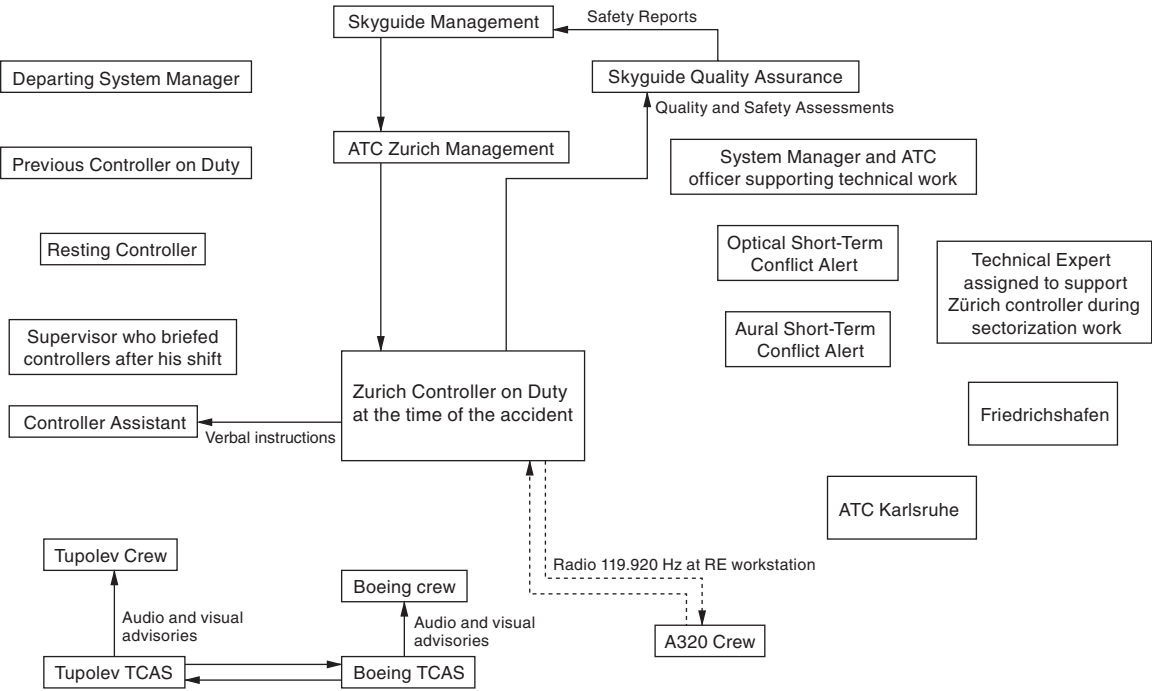 Skyguide Management
Safety Reports
Departing System Manager
Skyguide Quality Assurance
Quality and Safety Assessments
Previous Controller on Duty
ATC Zurich Management
System Manager and ATC
officer supporting technical work
Resting Controller
Optical Short-Term
Conflict Alert
Technical Expert
assigned to support
Zürich controller during
sectorization work
Supervisor who briefed
controllers after his shift
Aural Short-Term
Conflict Alert
Zurich Controller on Duty
at the time of the accident
Controller Assistant
Verbal instructions
Friedrichshafen
ATC Karlsruhe
Tupolev Crew
Boeing crew
Radio 119.920 Hz at RE workstation
Audio and visual
advisories
Audio and visual
advisories
A320 Crew
Tupolev TCAS
Boeing TCAS